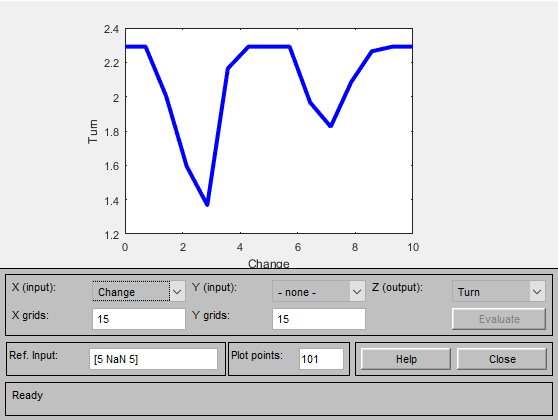 2.4
2.2
2
1.8
1.6
1.4
1.2
Turn
0 2 4 6 8 10
Change
X (input): Change Y (input): - none - Z (output): Turn
X grids: 15 Y grids: 15 Evaluate
Ref. Input: [5 NaN 5] Plot points: 101 Help Close
Ready